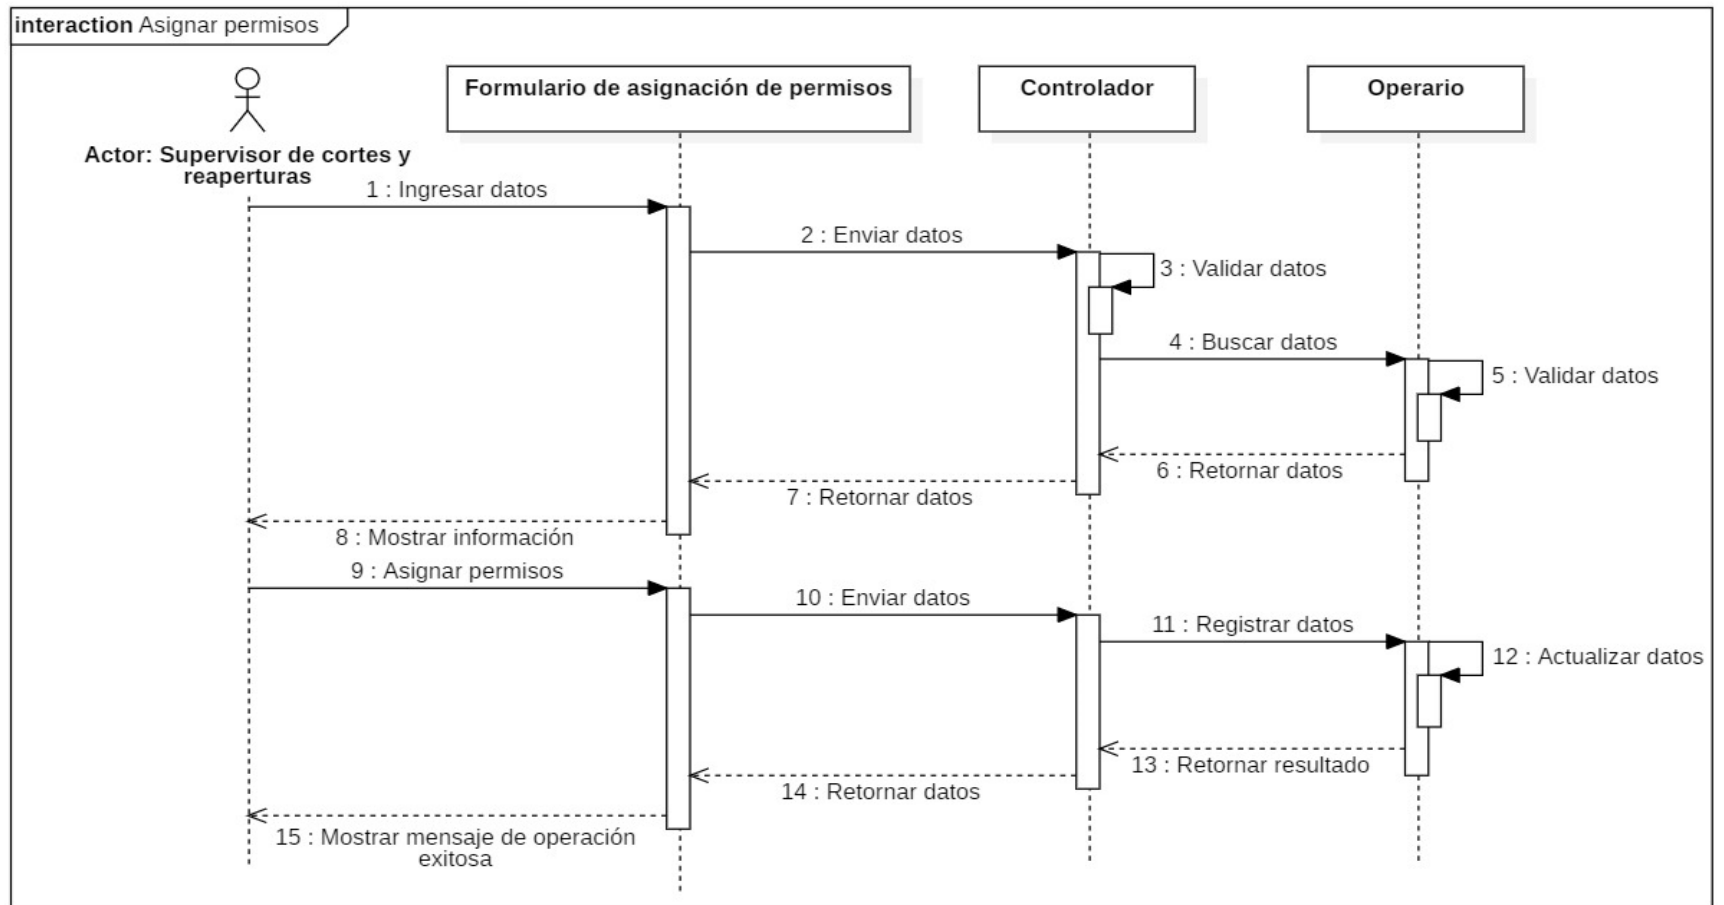 interaction Asignar permisos
Formulario de asignación de permisos
Controlador
Operario
Actor: Supervisor de cortes y
reaperturas
1 : Ingresar datos
2 : Enviar datos
3 : Validar datos
4 : Buscar datos
5 : Validar datos
6 : Retornar datos
7 : Retornar datos
8 : Mostrar información
9 : Asignar permisos
10 : Enviar datos
11 : Registrar datos
12 : Actualizar datos
13 : Retornar resultado
14 : Retornar datos
15 : Mostrar mensaje de operación
exitosa